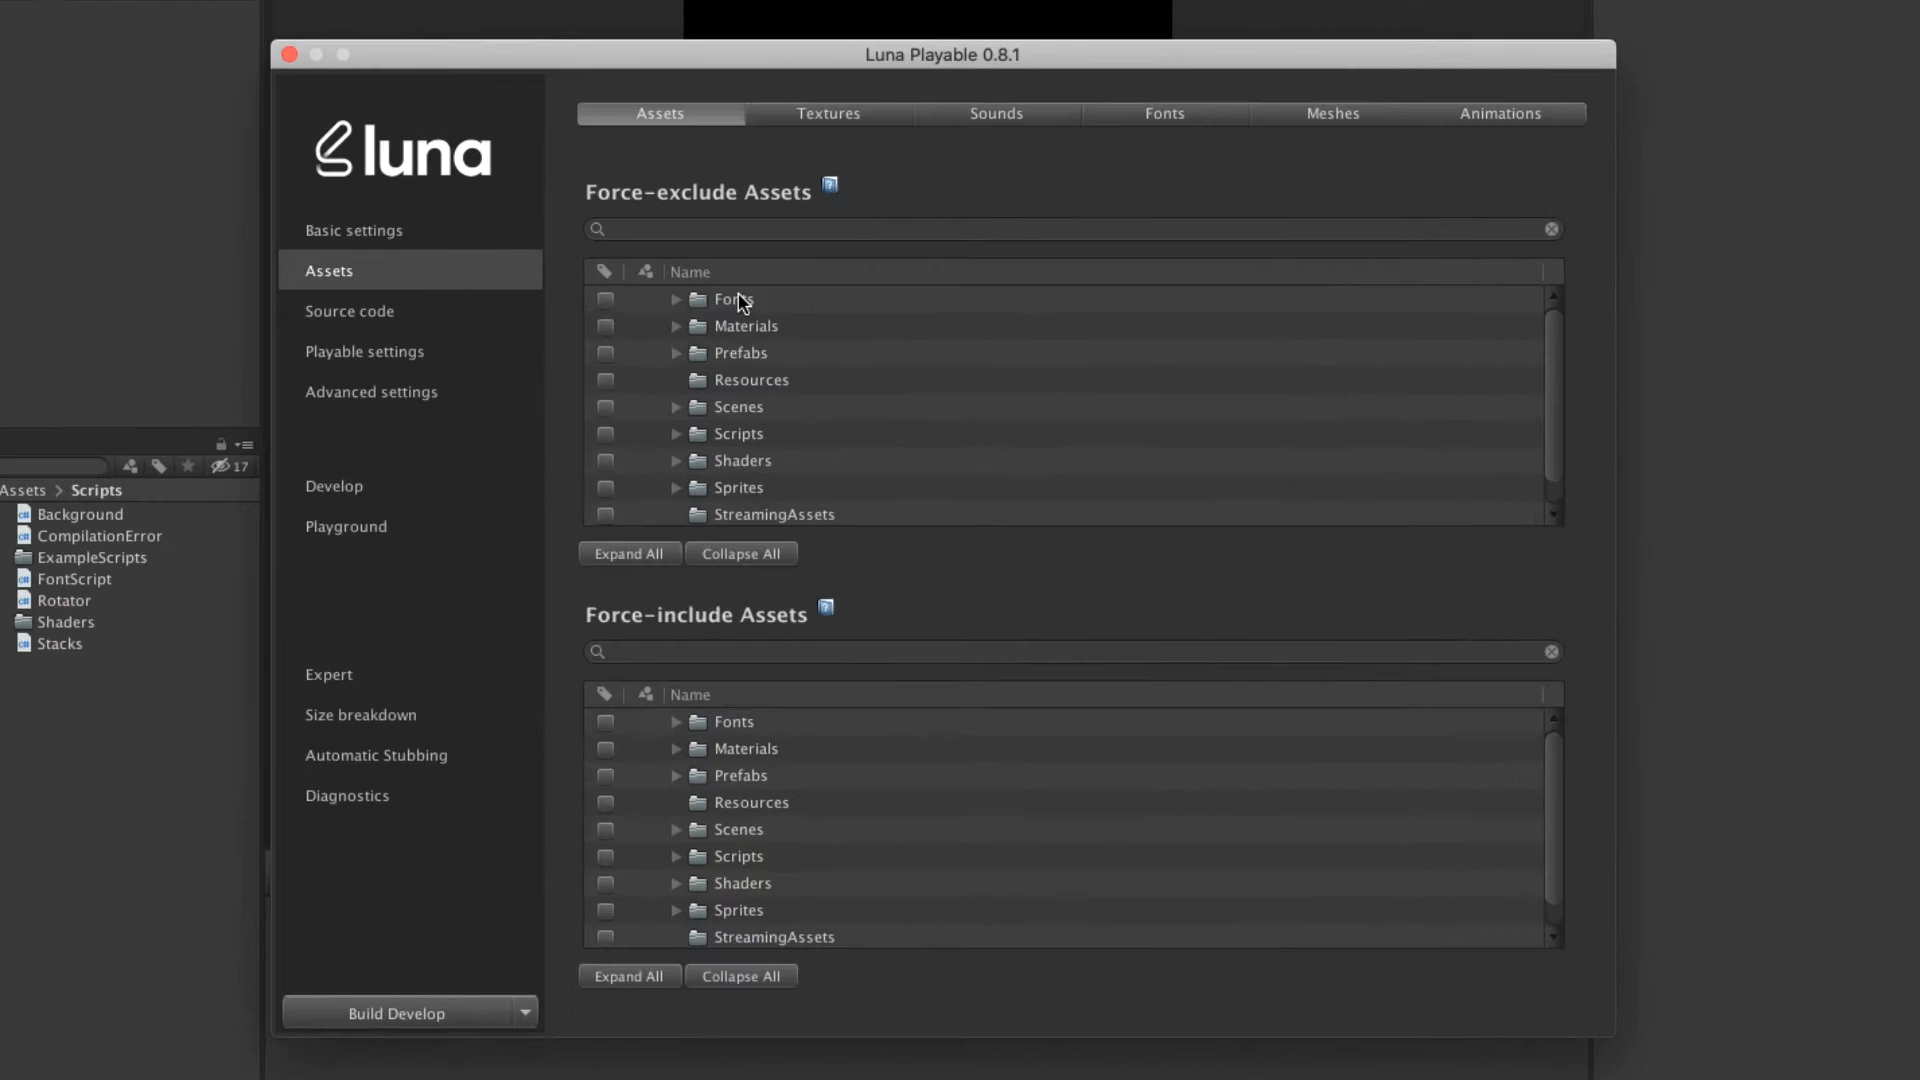 Luna Playable 0.8.1
luna
Basic settings
Assets
Source code
Playable settings
Advanced settings
Develop
Playground
Expert
Size breakdown
Automatic Stubbing
Diagnostics
Build Develop
Assets Textures Sounds Fonts Meshes Animations
Force-exclude Assets
Name
Fonts
Materials
Prefabs
Resources
Scenes
Scripts
Shaders
Sprites
StreamingAssets
Expand All Collapse All
Force-include Assets
Name
Fonts
Materials
Prefabs
Resources
Scenes
Scripts
Shaders
Sprites
StreamingAssets
Expand All Collapse All
17
Assets > Scripts
Background
CompilationError
ExampleScripts
FontScript
Rotator
Shaders
Stacks